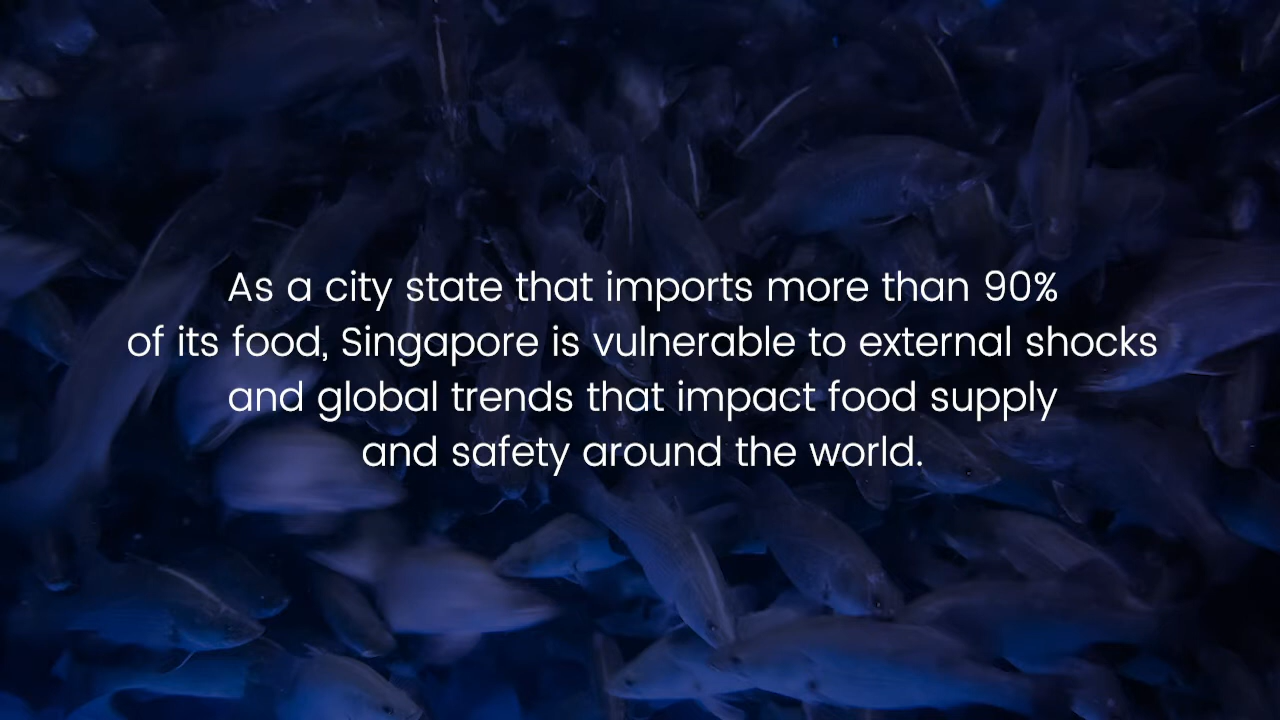 As a city state that imports more than 90%
of its food, Singapore is vulnerable to external shocks
and global trends that impact food supply
and safety around the world.